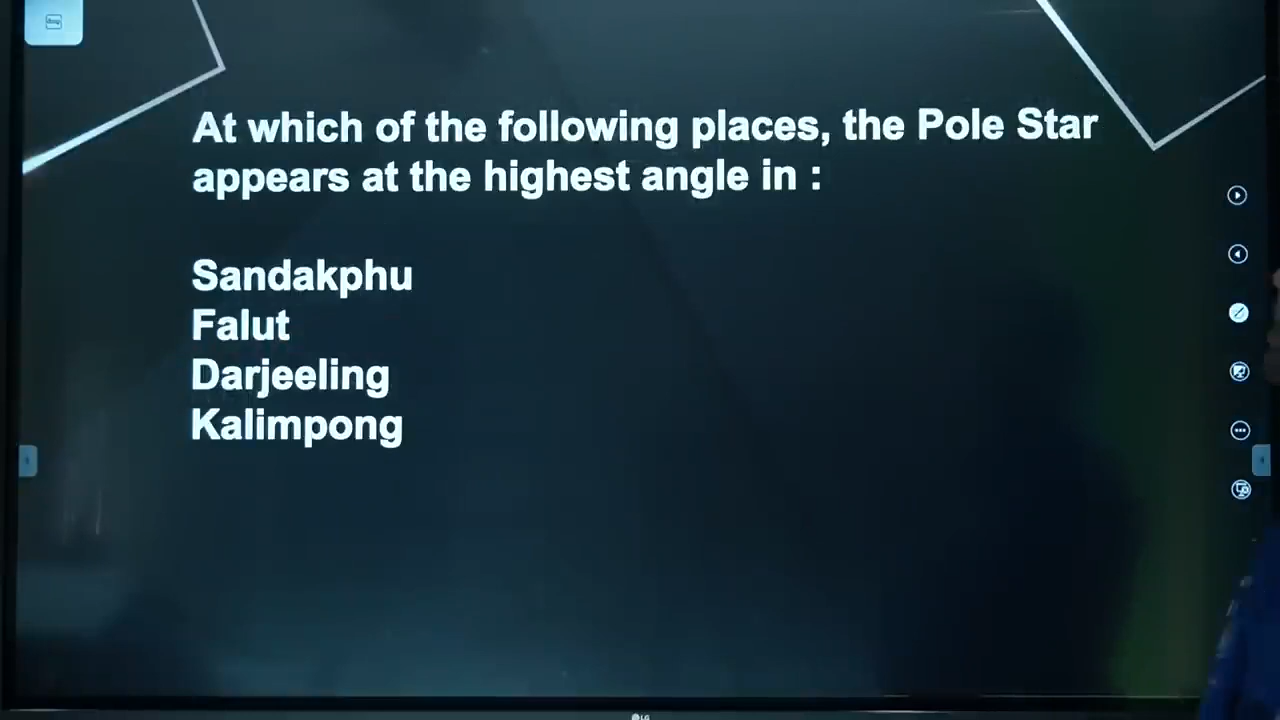 At which of the following places, the Pole Star
appears at the highest angle in :
Sandakphu
Falut
Darjeeling
Kalimpong
LG